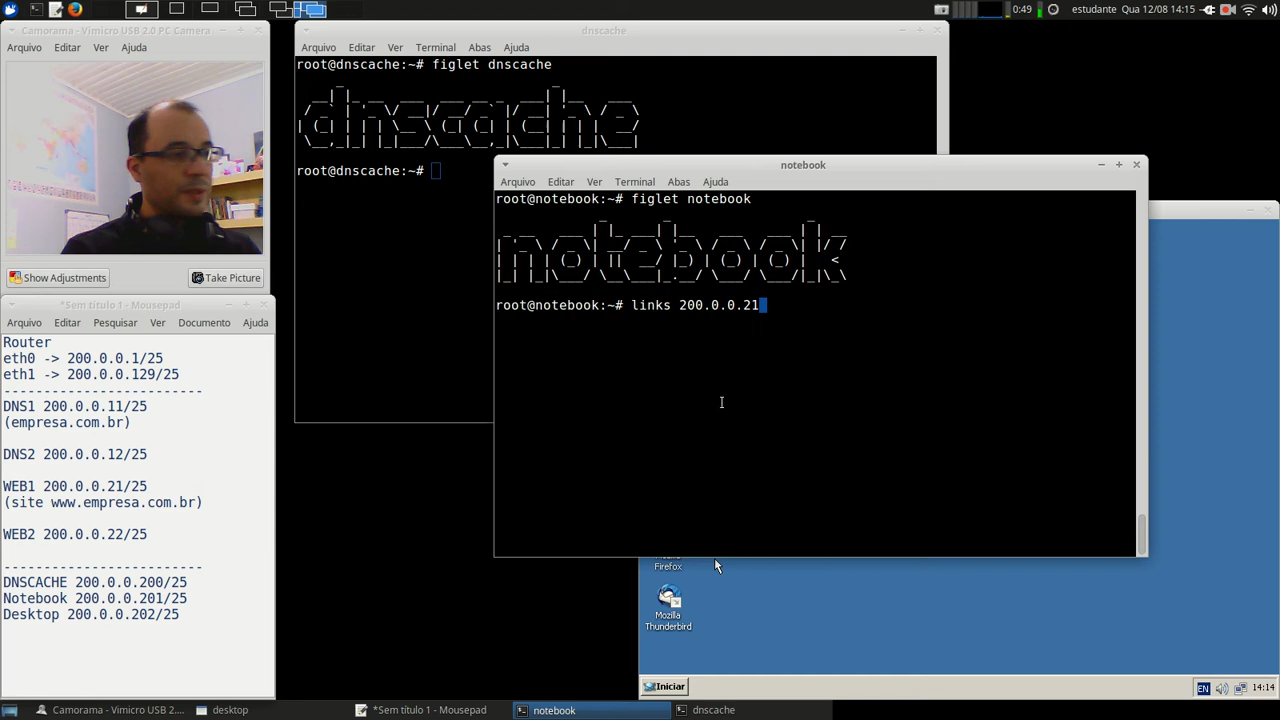 estudante Qua 12/08 14:15
0:49
Camorama - Vimicro USB 2.0 PC Camera
Arquivo Editar Ver Ajuda
Show Adjustments
Take Picture
*Sem título 1 - Mousepad
Arquivo Editar Pesquisar Ver Documento Ajuda
Router
eth0 -> 200.0.0.1/25
eth1 -> 200.0.0.129/25
-------------------------
DNS1 200.0.0.11/25
(empresa.com.br)
DNS2 200.0.0.12/25
WEB1 200.0.0.21/25
(site www.empresa.com.br)
WEB2 200.0.0.22/25
-------------------------
DNSCACHE 200.0.0.200/25
Notebook 200.0.0.201/25
Desktop 200.0.0.202/25
dnscache
Arquivo Editar Ver Terminal Abas Ajuda
root@dnscache:~# figlet dnscache
dnscache
root@dnscache:~#
notebook
Arquivo Editar Ver Terminal Abas Ajuda
root@notebook:~# figlet notebook
notebook
root@notebook:~# links 200.0.0.21
Firefox
Mozilla
Thunderbird
Iniciar
EN
14:14
Camorama - Vimicro USB 2....
desktop
*Sem título 1 - Mousepad
notebook
dnscache